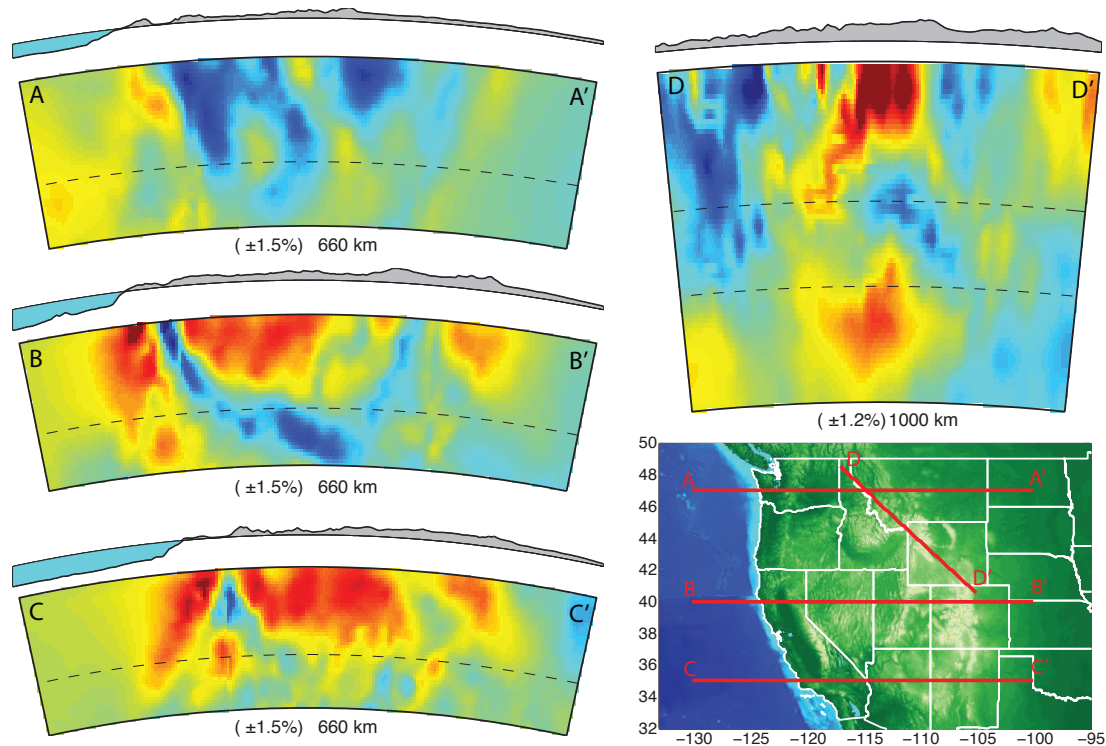 A A′
( ±1.5%) 660 km
B B′
( ±1.5%) 660 km
C C′
( ±1.5%) 660 km
D D′
( ±1.2%) 1000 km
50
48
46
44
42
40
38
36
34
32
A A′
B B′
C C′
D
D′
−130 −125 −120 −115 −110 −105 −100 −95